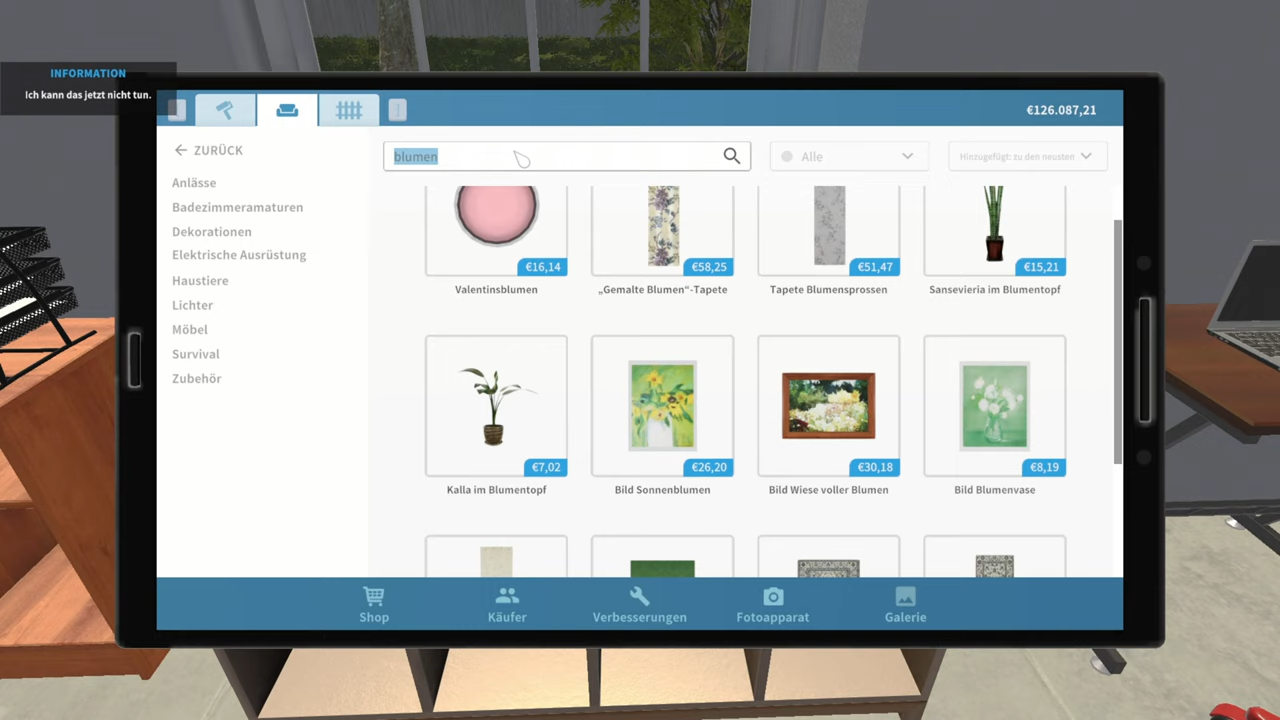 INFORMATION
Ich kann das jetzt nicht tun.
€126.087,21
ZURÜCK
blumen
Alle
Hinzugefügt: zu den neusten
Anlässe
Badezimmeramaturen
Dekorationen
Elektrische Ausrüstung
Haustiere
Lichter
Möbel
Survival
Zubehör
€16,14
€58,25
€51,47
€15,21
Valentinsblumen
„Gemalte Blumen“-Tapete
Tapete Blumensprossen
Sansevieria im Blumentopf
€7,02
€26,20
€30,18
€8,19
Kalla im Blumentopf
Bild Sonnenblumen
Bild Wiese voller Blumen
Bild Blumenvase
Shop
Käufer
Verbesserungen
Fotoapparat
Galerie